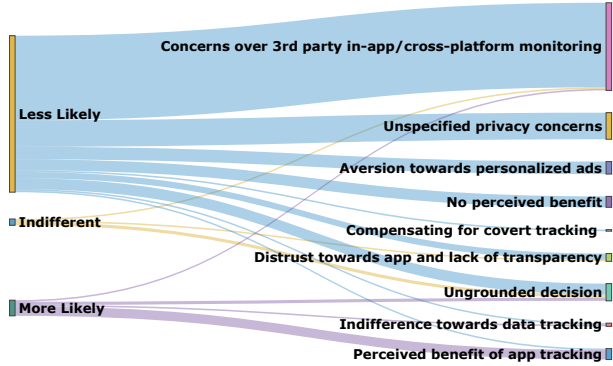 Concerns over 3rd party in-app/cross-platform monitoring
Less Likely
Unspecified privacy concerns
Aversion towards personalized ads
No perceived benefit
Indifferent
Compensating for covert tracking
Distrust towards app and lack of transparency
Ungrounded decision
More Likely
Indifference towards data tracking
Perceived benefit of app tracking